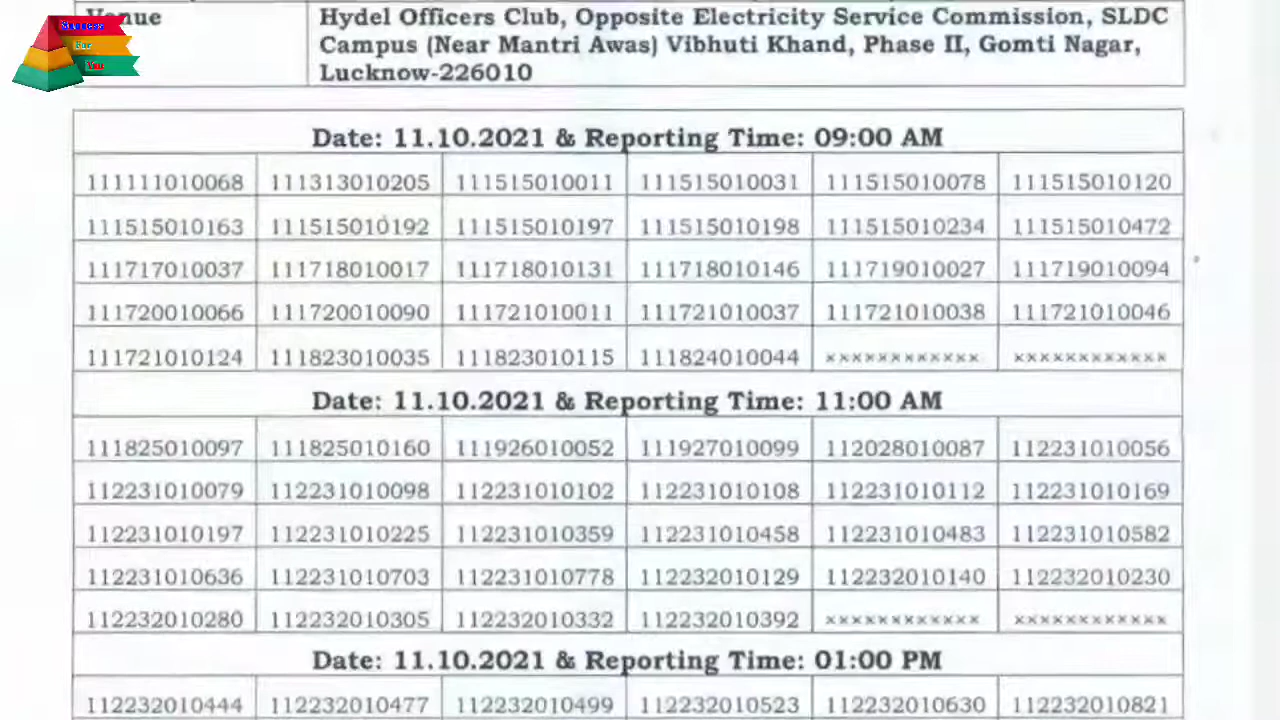 Success
For
You
Venue
Hydel Officers Club, Opposite Electricity Service Commission, SLDC
Campus (Near Mantri Awas) Vibhuti Khand, Phase II, Gomti Nagar,
Lucknow-226010
Date: 11.10.2021 & Reporting Time: 09:00 AM
111111010068 111313010205 111515010011 111515010031 111515010078 111515010120
111515010163 111515010192 111515010197 111515010198 111515010234 111515010472
111717010037 111718010017 111718010131 111718010146 111719010027 111719010094
111720010066 111720010090 111721010011 111721010037 111721010038 111721010046
111721010124 111823010035 111823010115 111824010044 ×××××××××××× ××××××××××××
Date: 11.10.2021 & Reporting Time: 11:00 AM
111825010097 111825010160 111926010052 111927010099 112028010087 112231010056
112231010079 112231010098 112231010102 112231010108 112231010112 112231010169
112231010197 112231010225 112231010359 112231010458 112231010483 112231010582
112231010636 112231010703 112231010778 112232010129 112232010140 112232010230
112232010280 112232010305 112232010332 112232010392 ×××××××××××× ××××××××××××
Date: 11.10.2021 & Reporting Time: 01:00 PM
112232010444 112232010477 112232010499 112232010523 112232010630 112232010821